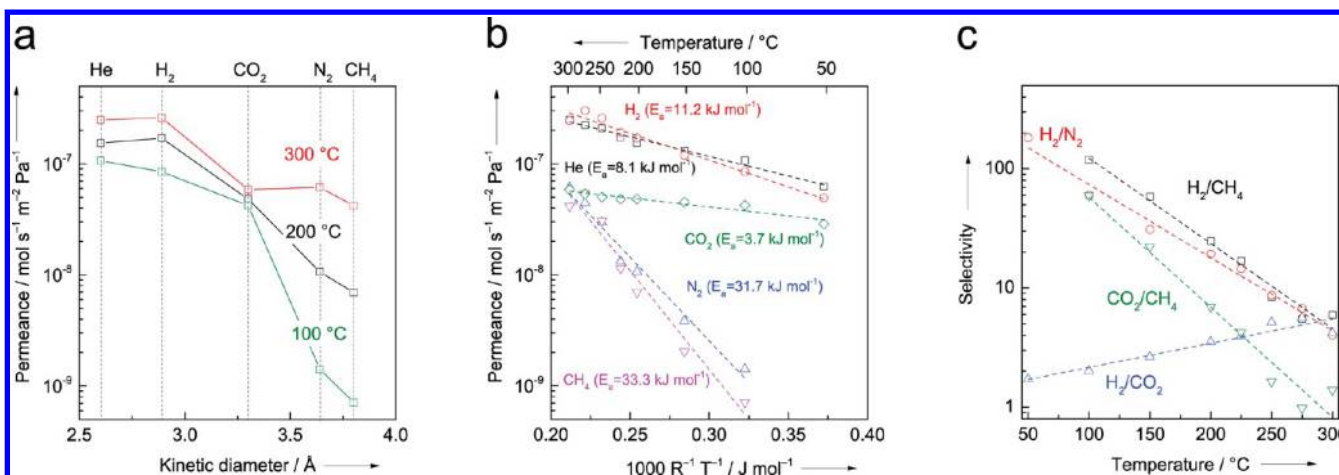 a
He H₂ CO₂ N₂ CH₄
Permeance / mol s⁻¹ m⁻² Pa⁻¹
10⁻⁷
10⁻⁸
10⁻⁹
300 °C
200 °C
100 °C
2.5 3.0 3.5 4.0
Kinetic diameter / Å
b
Temperature / °C
300 250 200 150 100 50
Permeance / mol s⁻¹ m⁻² Pa⁻¹
10⁻⁷
10⁻⁸
10⁻⁹
H₂ (Eₐ=11.2 kJ mol⁻¹)
He (Eₐ=8.1 kJ mol⁻¹)
CO₂ (Eₐ=3.7 kJ mol⁻¹)
N₂ (Eₐ=31.7 kJ mol⁻¹)
CH₄ (Eₐ=33.3 kJ mol⁻¹)
0.20 0.25 0.30 0.35 0.40
1000 R⁻¹ T⁻¹ / J mol⁻¹
c
Selectivity
100
10
1
H₂/N₂
H₂/CH₄
CO₂/CH₄
H₂/CO₂
50 100 150 200 250 300
Temperature / °C